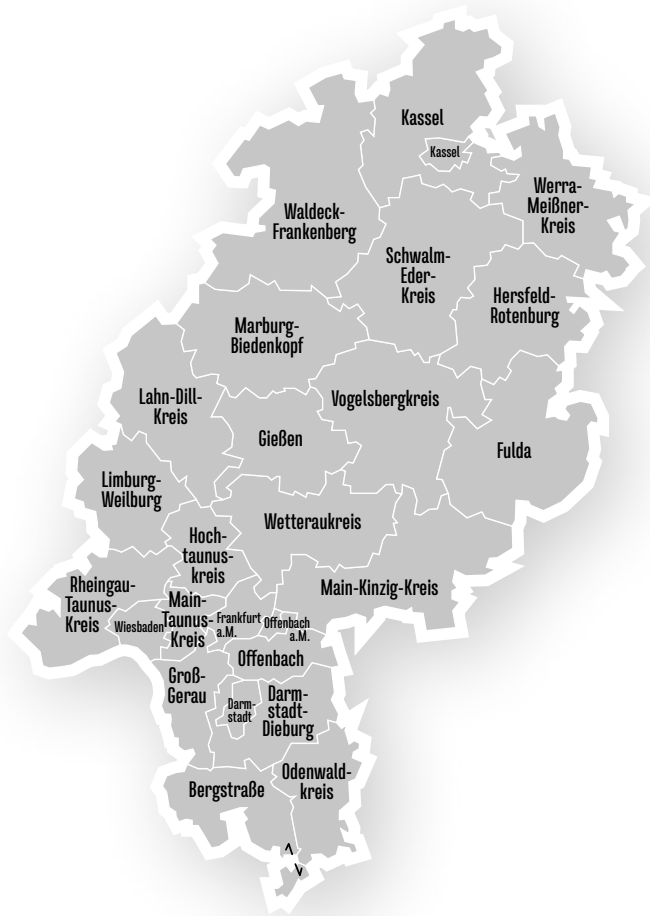 Kassel
Kassel
Werra-
Meißner-
Kreis
Waldeck-
Frankenberg
Schwalm-
Eder-
Kreis
Hersfeld-
Rotenburg
Marburg-
Biedenkopf
Lahn-Dill-
Kreis
Vogelsbergkreis
Gießen
Fulda
Limburg-
Weilburg
Wetteraukreis
Hoch-
taunus-
kreis
Rheingau-
Taunus-
Kreis
Main-Kinzig-Kreis
Main-
Taunus-
Kreis
Wiesbaden
Frankfurt
a.M.
Offenbach
a.M.
Offenbach
Groß-
Gerau
Darm-
stadt
Darm-
stadt-
Dieburg
Bergstraße
Odenwald-
kreis